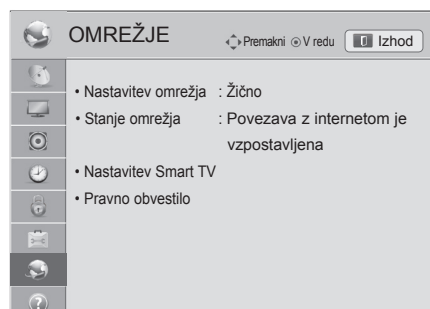 OMREŽJE
Premakni V redu Izhod
• Nastavitev omrežja : Žično
• Stanje omrežja : Povezava z internetom je
vzpostavljena
• Nastavitev Smart TV
• Pravno obvestilo